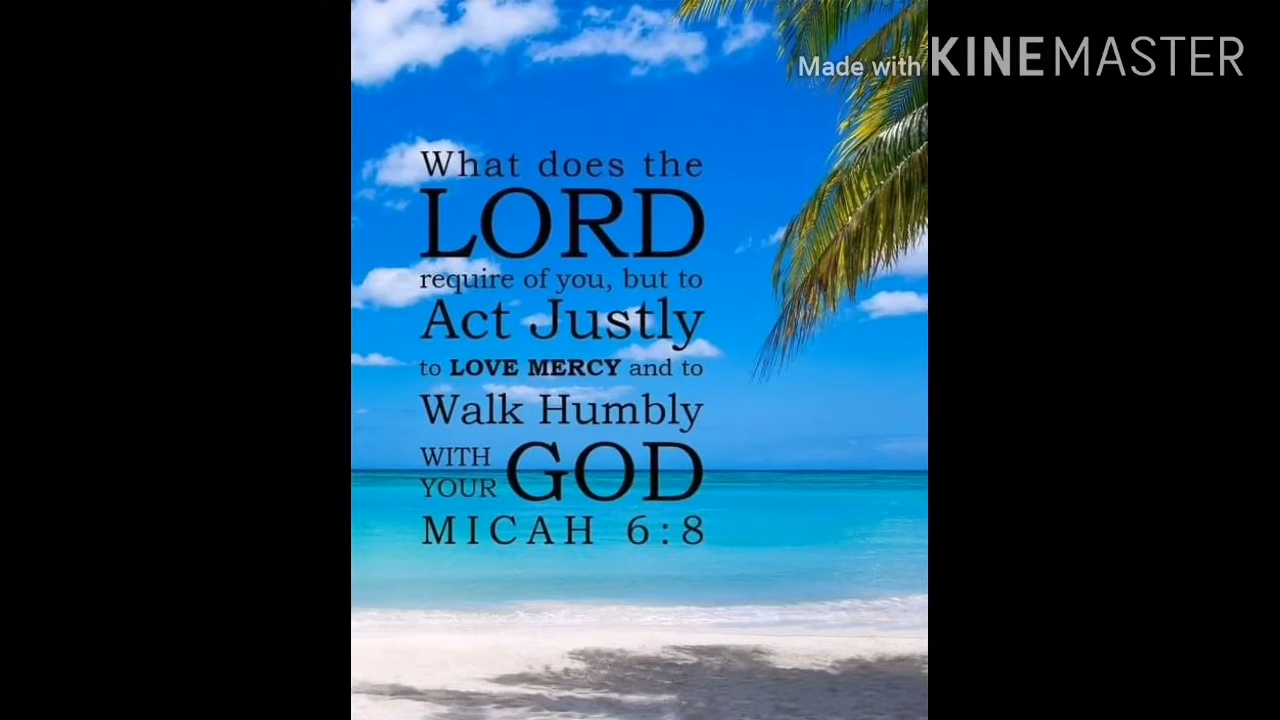 Made with KINEMASTER
What does the
LORD
require of you, but to
Act Justly
to LOVE MERCY and to
Walk Humbly
WITH
YOUR GOD
MICAH 6:8